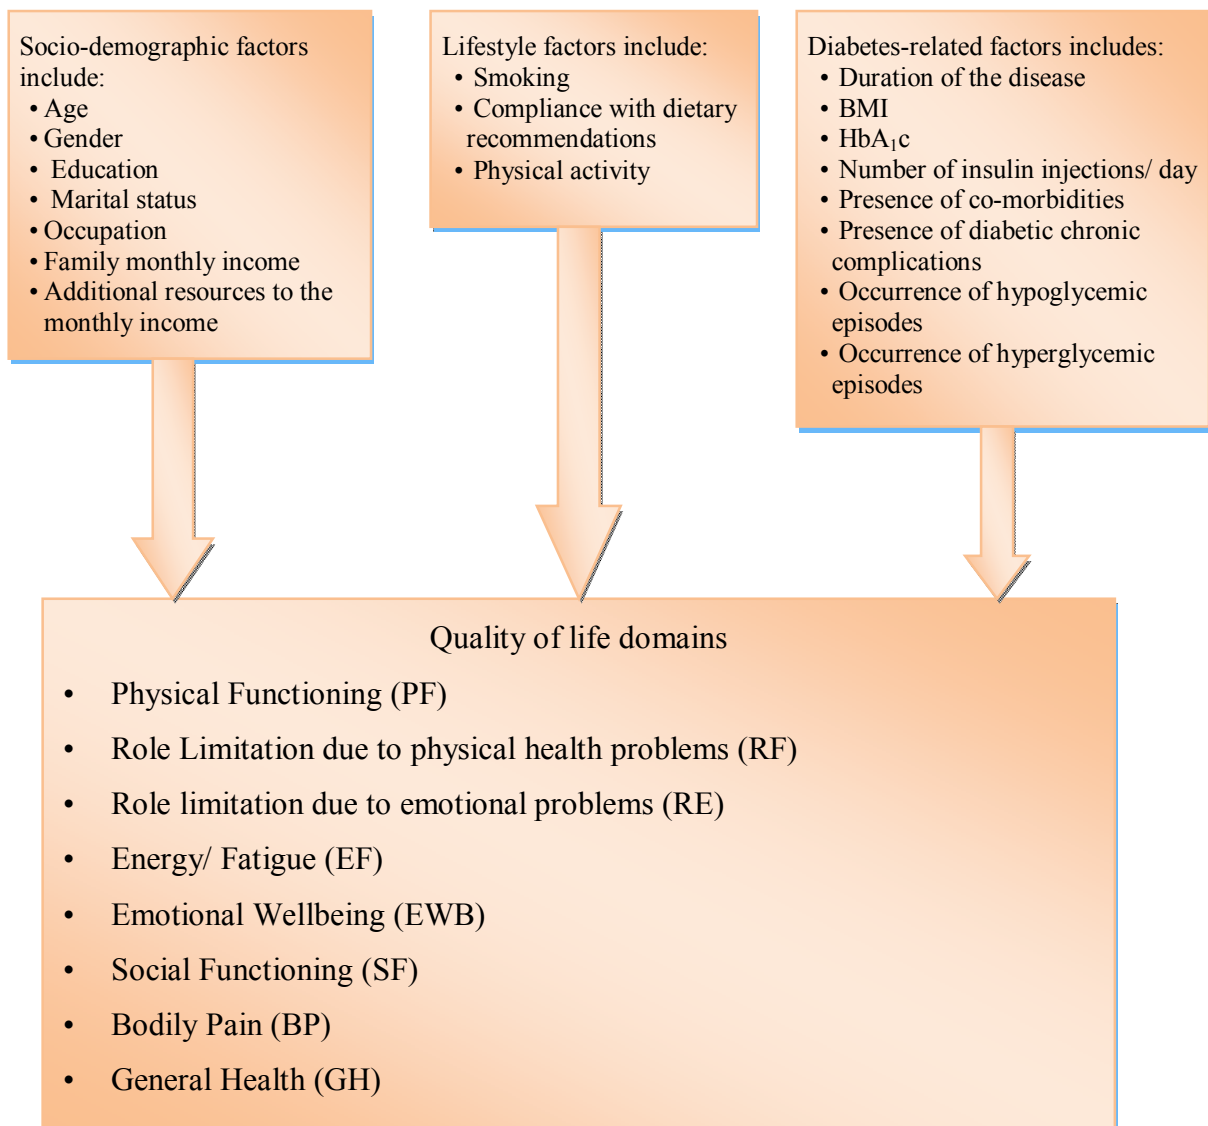 Socio-demographic factors
include:
• Age
• Gender
• Education
• Marital status
• Occupation
• Family monthly income
• Additional resources to the
monthly income
Lifestyle factors include:
• Smoking
• Compliance with dietary
recommendations
• Physical activity
Diabetes-related factors includes:
• Duration of the disease
• BMI
• HbA₁c
• Number of insulin injections/ day
• Presence of co-morbidities
• Presence of diabetic chronic
complications
• Occurrence of hypoglycemic
episodes
• Occurrence of hyperglycemic
episodes
Quality of life domains
• Physical Functioning (PF)
• Role Limitation due to physical health problems (RF)
• Role limitation due to emotional problems (RE)
• Energy/ Fatigue (EF)
• Emotional Wellbeing (EWB)
• Social Functioning (SF)
• Bodily Pain (BP)
• General Health (GH)